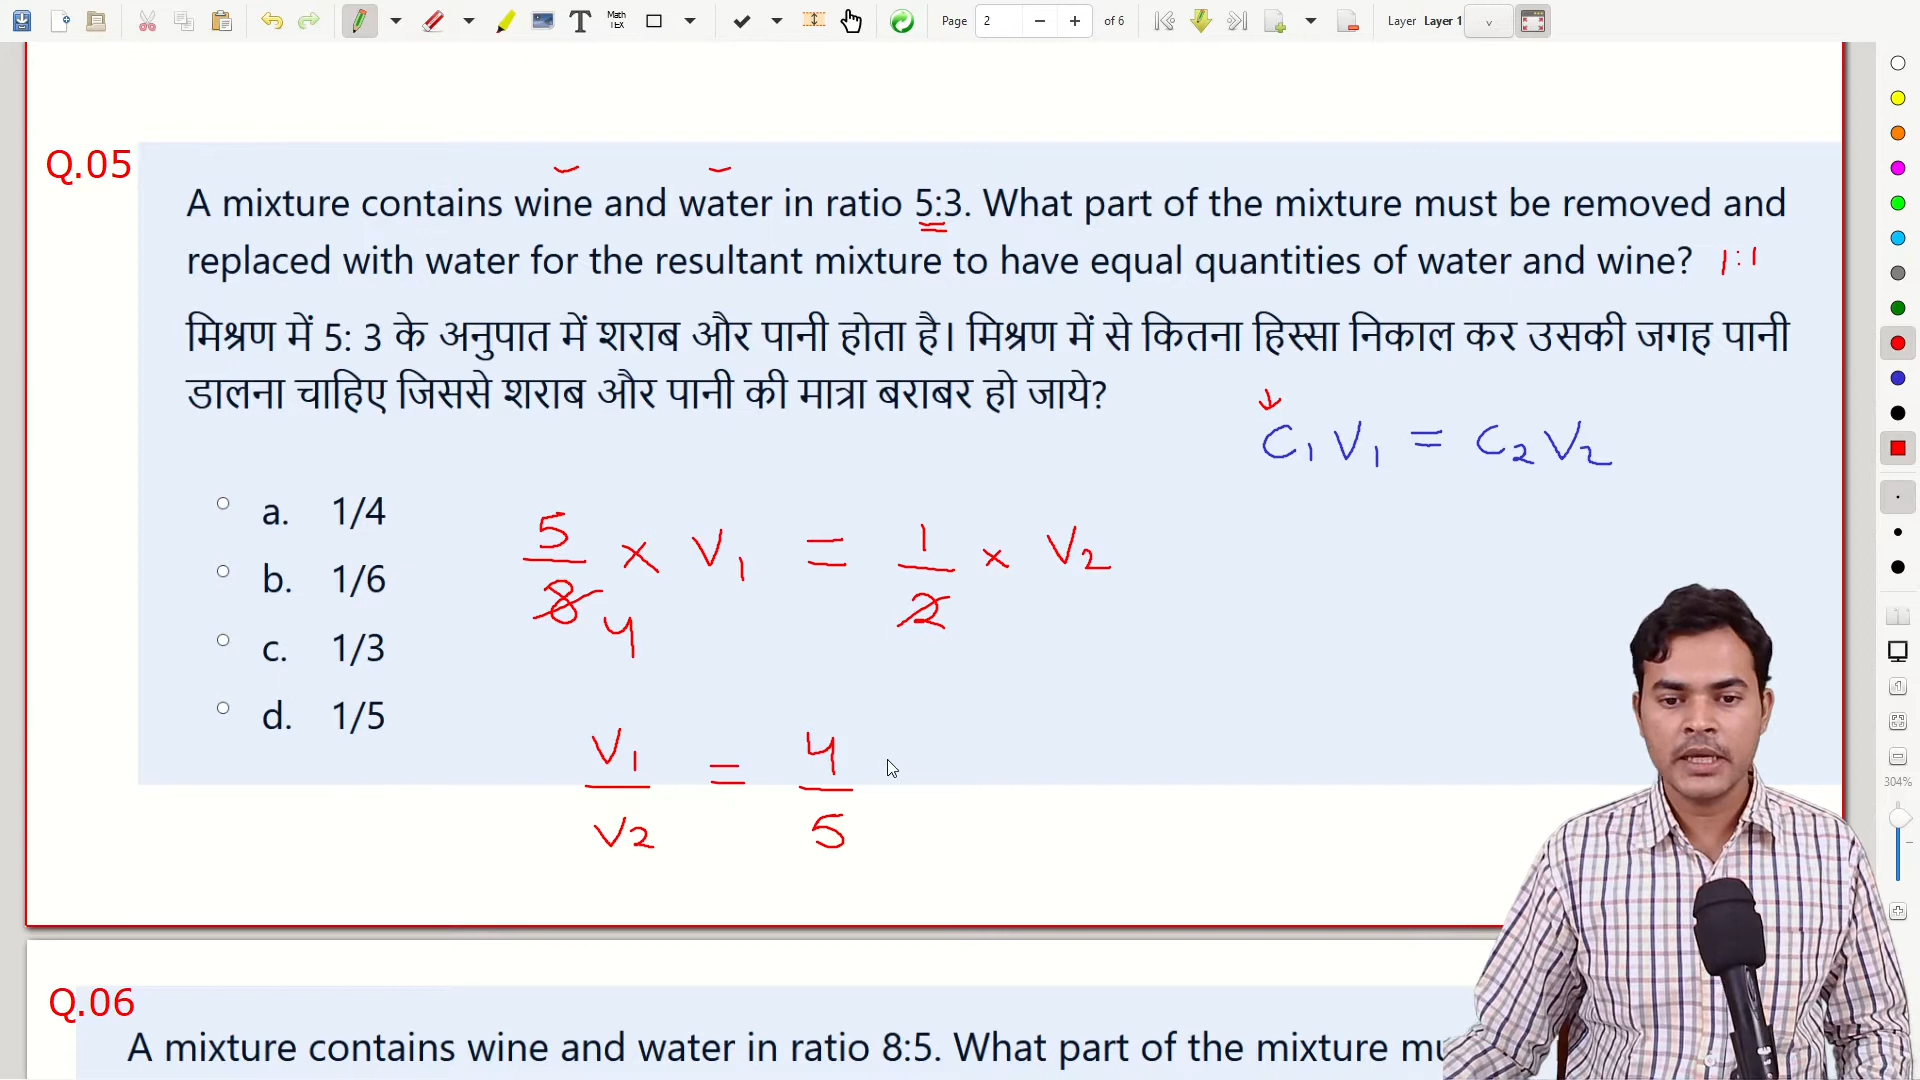 Math
TEX
Page 2 of 6
Layer Layer 1
Q.05
A mixture contains wine and water in ratio 5:3. What part of the mixture must be removed and
replaced with water for the resultant mixture to have equal quantities of water and wine? 1:1
मिश्रण में 5: 3 के अनुपात में शराब और पानी होता है। मिश्रण में से कितना हिस्सा निकाल कर उसकी जगह पानी
डालना चाहिए जिससे शराब और पानी की मात्रा बराबर हो जाये?
C₁V₁ = C₂V₂
a. 1/4
b. 1/6
c. 1/3
d. 1/5
5/8 × V₁ = 1/2 × V₂
4
V₁/V₂ = 4/5
304%
Q.06
A mixture contains wine and water in ratio 8:5. What part of the mixture